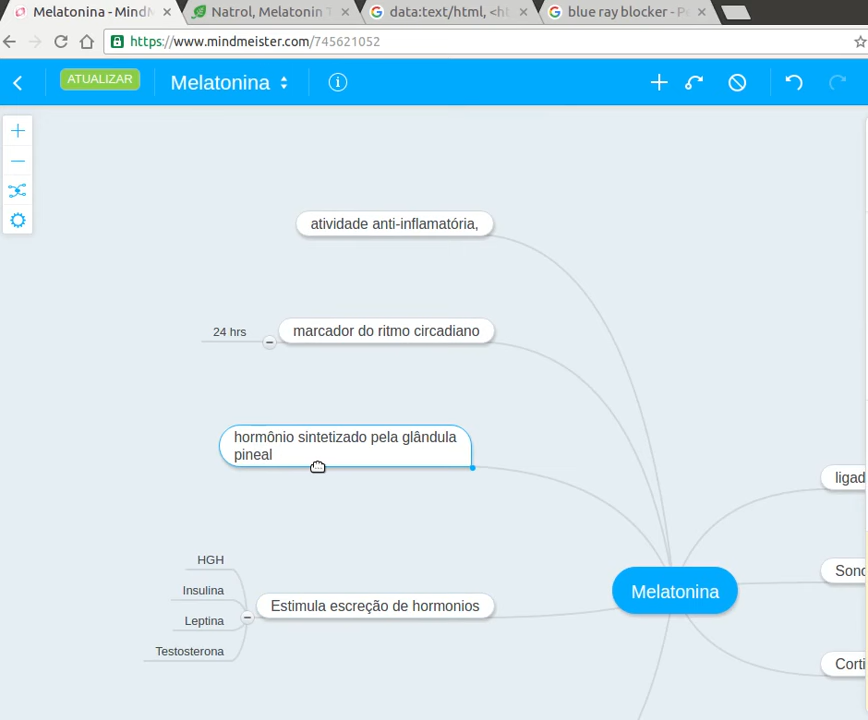 Melatonina - MindM
Natrol, Melatonin T
data:text/html, <ht
blue ray blocker - P
https://www.mindmeister.com/745621052
ATUALIZAR
Melatonina
atividade anti-inflamatória,
24 hrs
marcador do ritmo circadiano
hormônio sintetizado pela glândula
pineal
ligad
HGH
Sono
Insulina
Melatonina
Estimula escreção de hormonios
Leptina
Testosterona
Corti